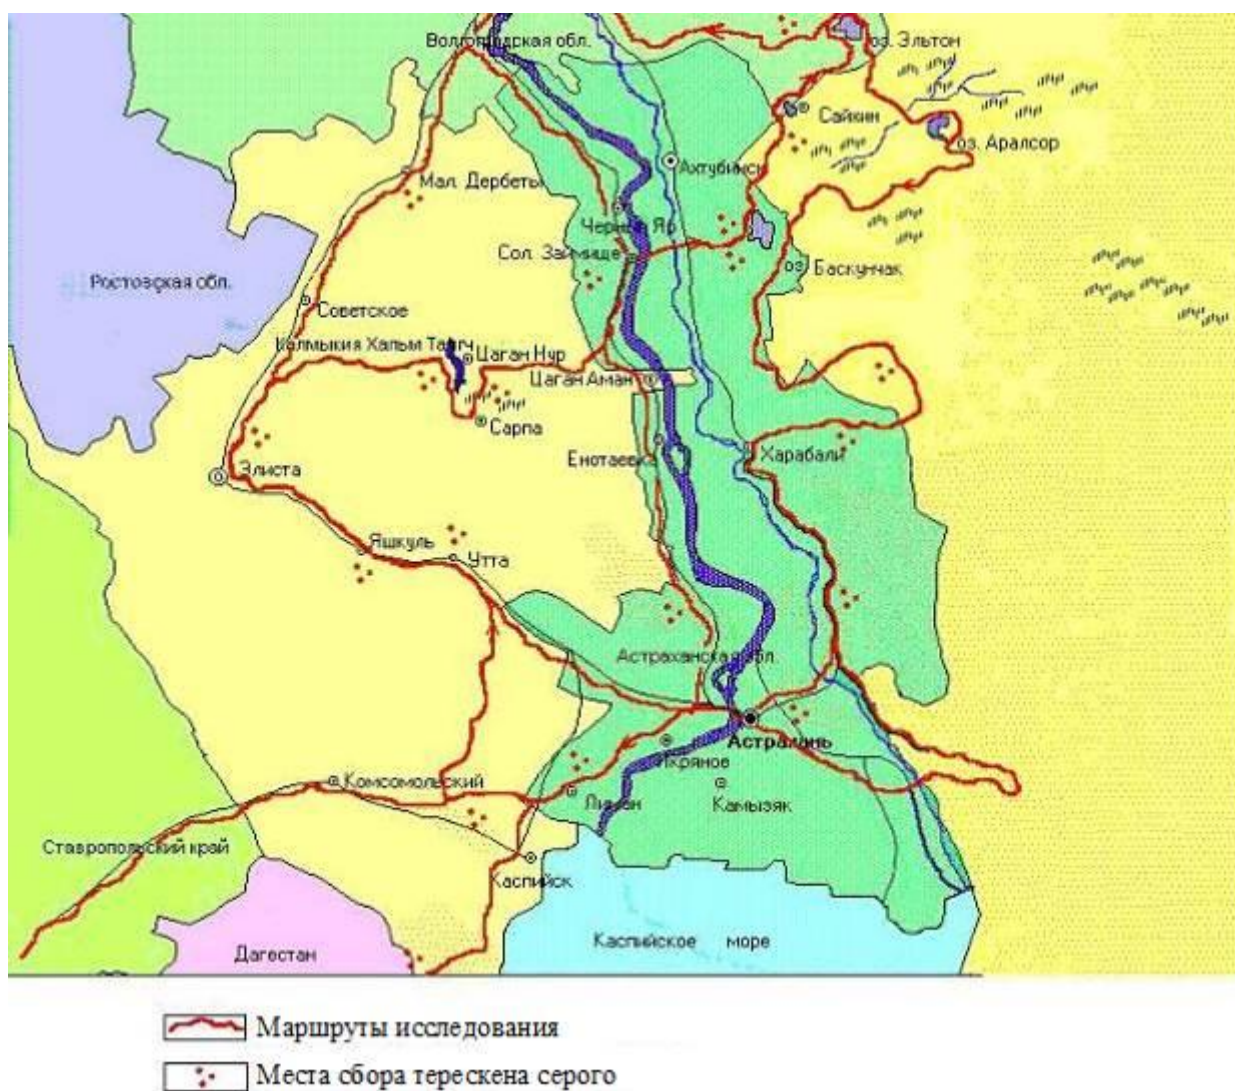 Волгоградская обл.
оз. Эльтон
Сайкин
оз. Аралсор
Ахтубинск
Мал. Дербеты
Черный Яр
Сол. Займище
оз. Баскунчак
Ростовская обл.
Советское
Калмыкия Хальм Тангч
Цаган Нур
Цаган Аман
Сарпа
Енотаевка
Харабали
Элиста
Яшкуль
Утта
Астраханская обл.
Астрахань
Икряное
Комсомольский
Лиман
Камызяк
Ставропольский край
Каспийск
Дагестан
Каспийское море
Маршруты исследования
Места сбора терескена серого